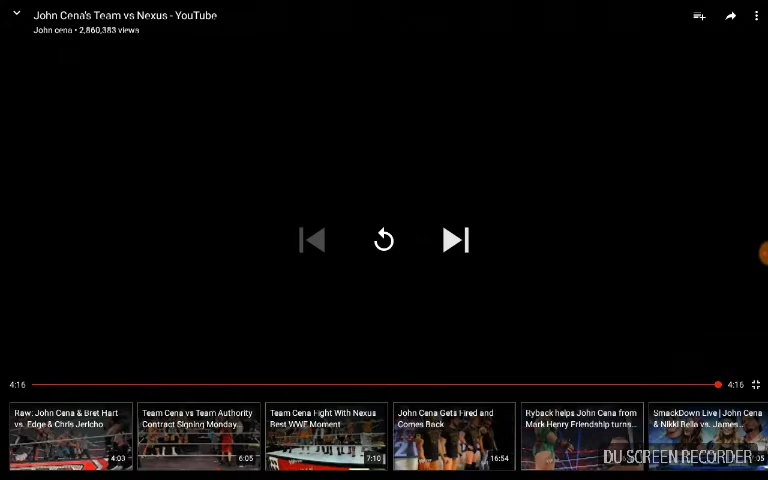 John Cena's Team vs Nexus - YouTube
John cena • 2,860,383 views
4:16
4:16
Raw: John Cena & Bret Hart
vs. Edge & Chris Jericho
4:03
Team Cena vs Team Authority
Contract Signing Monday
6:05
Team Cena Fight With Nexus
Best WWE Moment
7:10
John Cena Gets Fired and
Comes Back
16:54
Ryback helps John Cena from
Mark Henry Friendship turns...
SmackDown Live | John Cena
& Nikki Bella vs. James...
DU SCREEN RECORDER